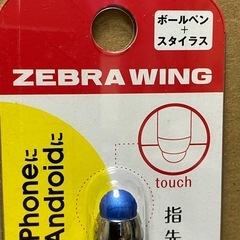 ボールペン
+
スタイラス
ZEBRA WING
iPhoneに
Androidに
touch
指先